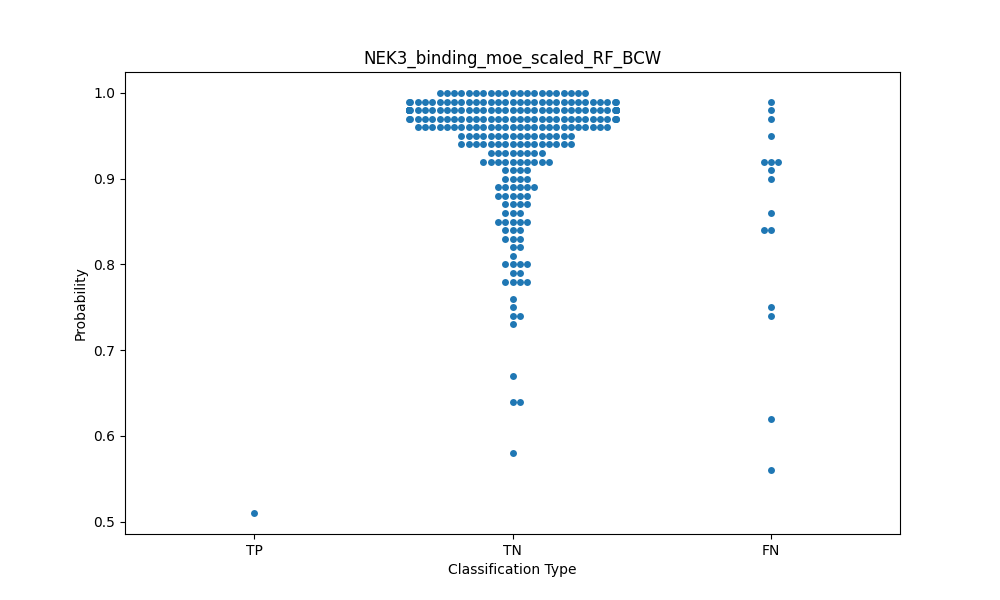 NEK3_binding_moe_scaled_RF_BCW
1.0
0.9
0.8
0.7
0.6
0.5
Probability
TP TN FN
Classification Type